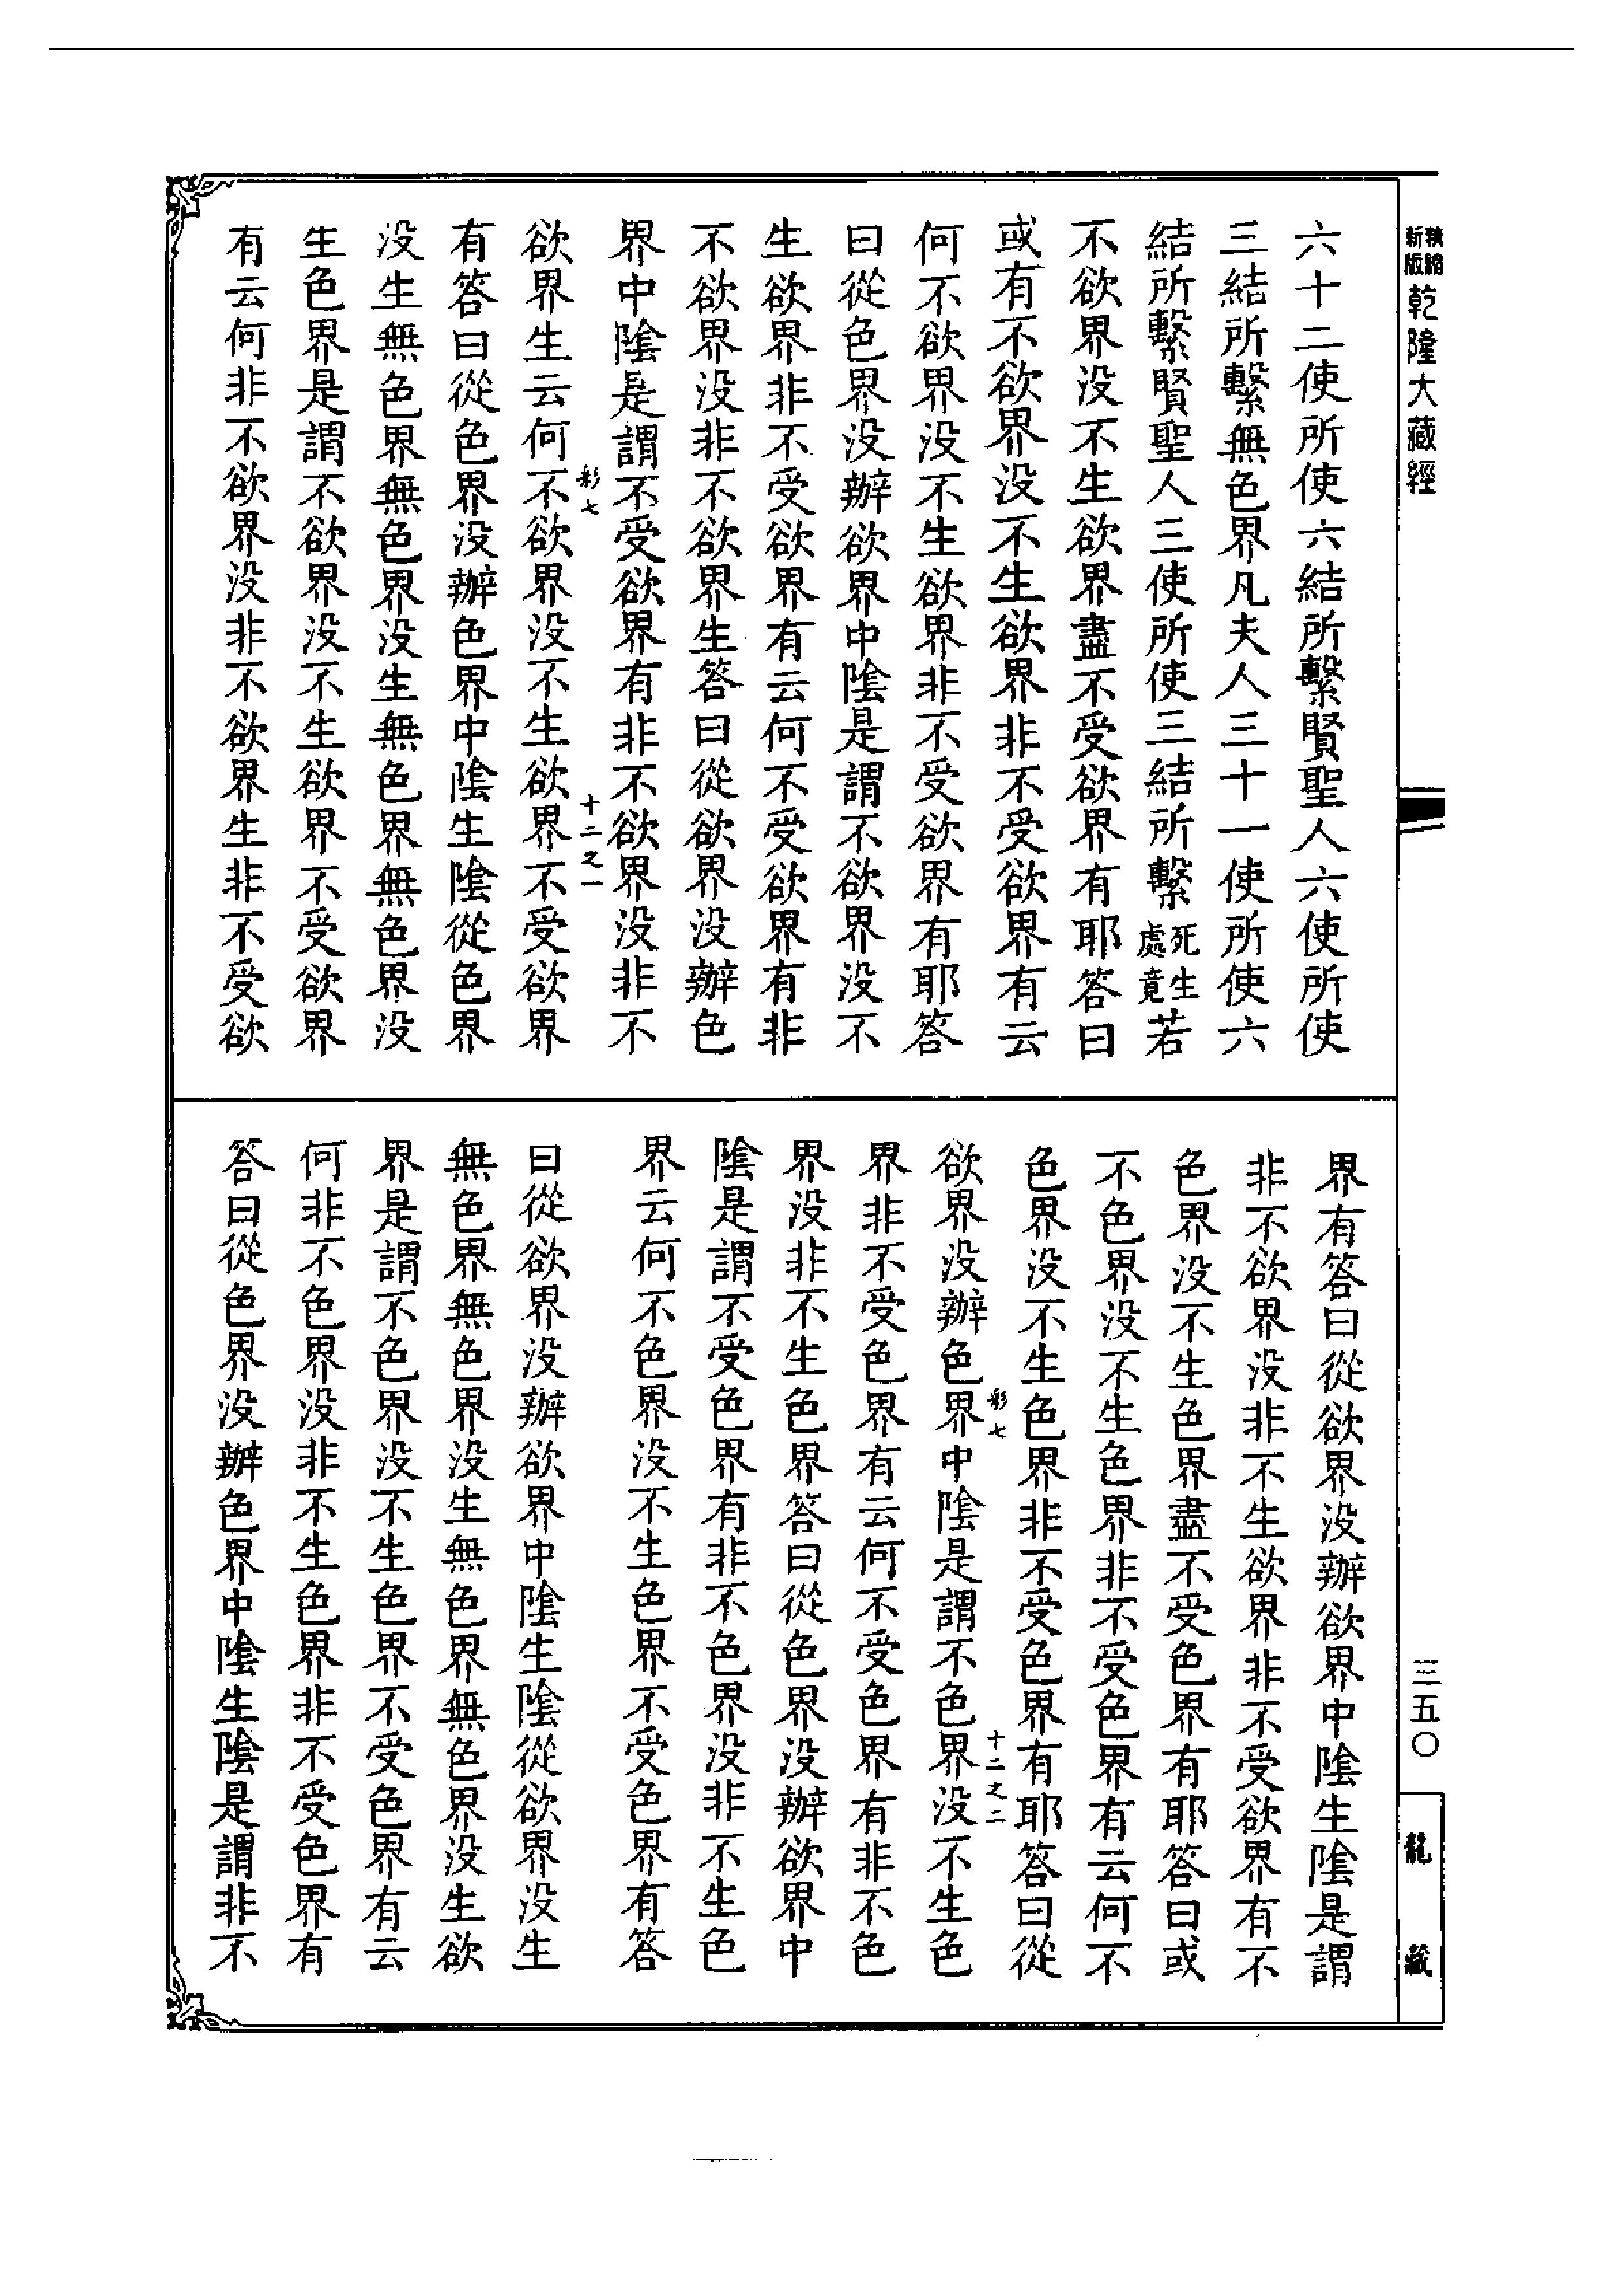 新版
精縮
乾隆大藏經
六十二使所使六結所繫賢聖人六使所使
三結所繫無色界凡夫人三十一使所使六
結所繫賢聖人三使所使三結所繫死生處竟若
不欲界没不生欲界盡不受欲界有耶答曰
或有不欲界没不生欲界非不受欲界有云
何不欲界没不生欲界非不受欲界有耶答
曰從色界没辦欲界中陰是謂不欲界没不
生欲界非不受欲界有云何不受欲界有非
不欲界没非不欲界生答曰從欲界没辦色
界中陰是謂不受欲界有非不欲界没非不
彩七
十二之一
欲界生云何不欲界没不生欲界不受欲界
有答曰從色界没辦色界中陰生陰從色界
没生無色界無色界没生無色界無色界没
生色界是謂不欲界没不生欲界不受欲界
有云何非不欲界没非不欲界生非不受欲
界有答曰從欲界没辦欲界中陰生陰是謂
非不欲界没非不生欲界非不受欲界有不
色界没不生色界盡不受色界有耶答曰或
不色界没不生色界非不受色界有云何不
色界没不生色界非不受色界有耶答曰從
彩七
十二之二
欲界没辦色界中陰是謂不色界没不生色
界非不受色界有云何不受色界有非不色
界没非不生色界答曰從色界没辦欲界中
陰是謂不受色界有非不色界没非不生色
界云何不色界没不生色界不受色界有答
曰從欲界没辦欲界中陰生陰從欲界没生
無色界無色界没生無色界無色界没生欲
界是謂不色界没不生色界不受色界有云
何非不色界没非不生色界非不受色界有
答曰從色界没辦色界中陰生陰是謂非不
三五〇
龍藏